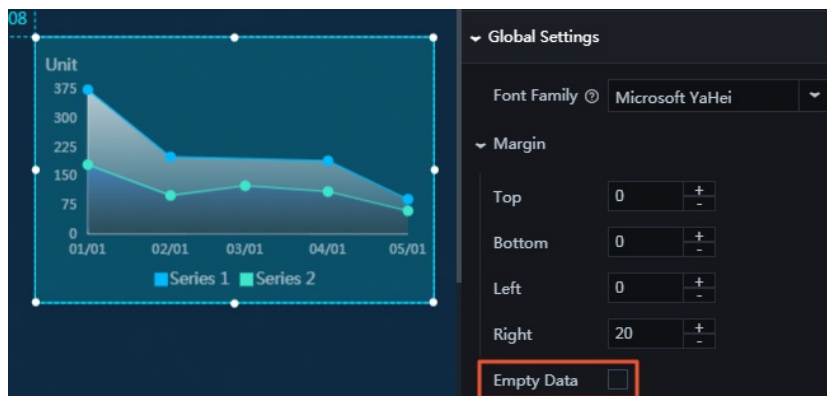 08
Unit
375
300
225
150
75
0
01/01 02/01 03/01 04/01 05/01
Series 1 Series 2
Global Settings
Font Family ? Microsoft YaHei
Margin
Top 0 + -
Bottom 0 + -
Left 0 + -
Right 20 + -
Empty Data